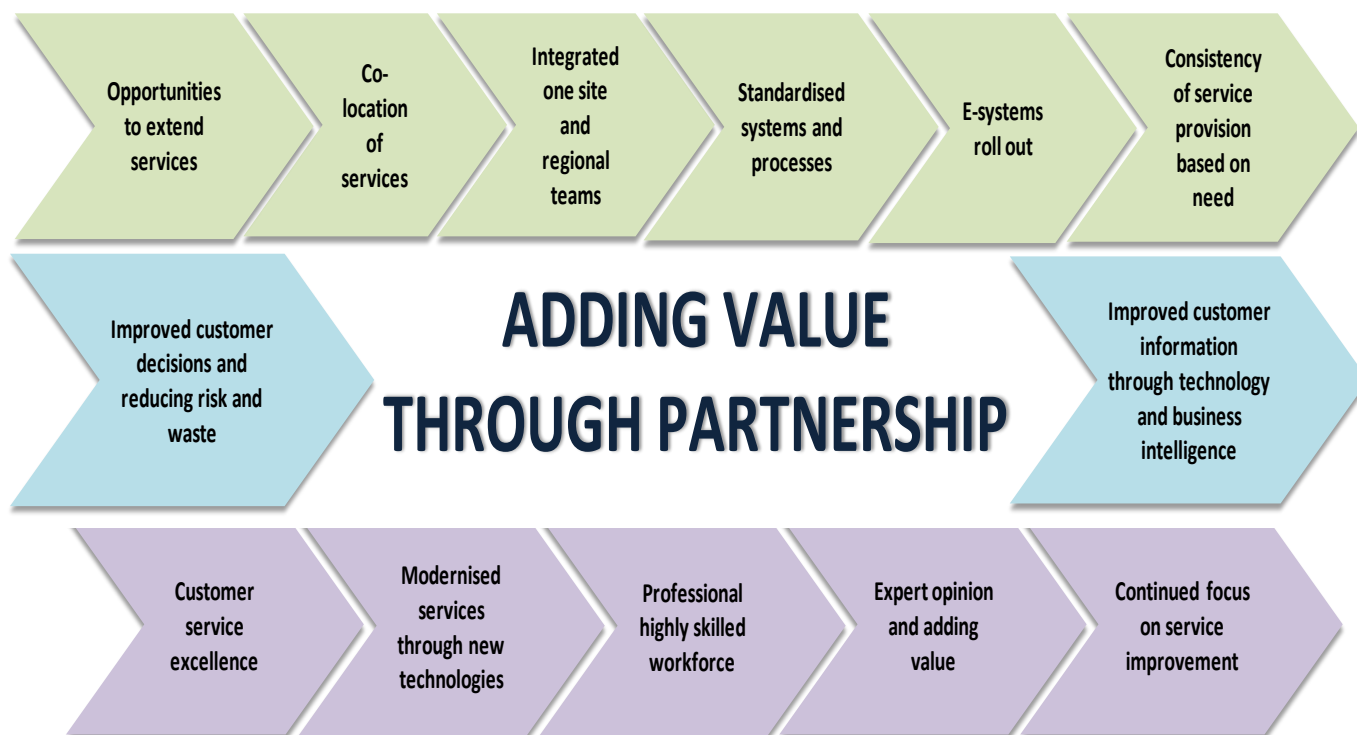 Opportunities
to extend
services
Co-
location
of
services
Integrated
one site
and
regional
teams
Standardised
systems and
processes
E-systems
roll out
Consistency
of service
provision
based on
need
Improved customer
decisions and
reducing risk and
waste
ADDING VALUE
THROUGH PARTNERSHIP
Improved customer
information
through technology
and business
intelligence
Customer
service
excellence
Modernised
services
through new
technologies
Professional
highly skilled
workforce
Expert opinion
and adding
value
Continued focus
on service
improvement